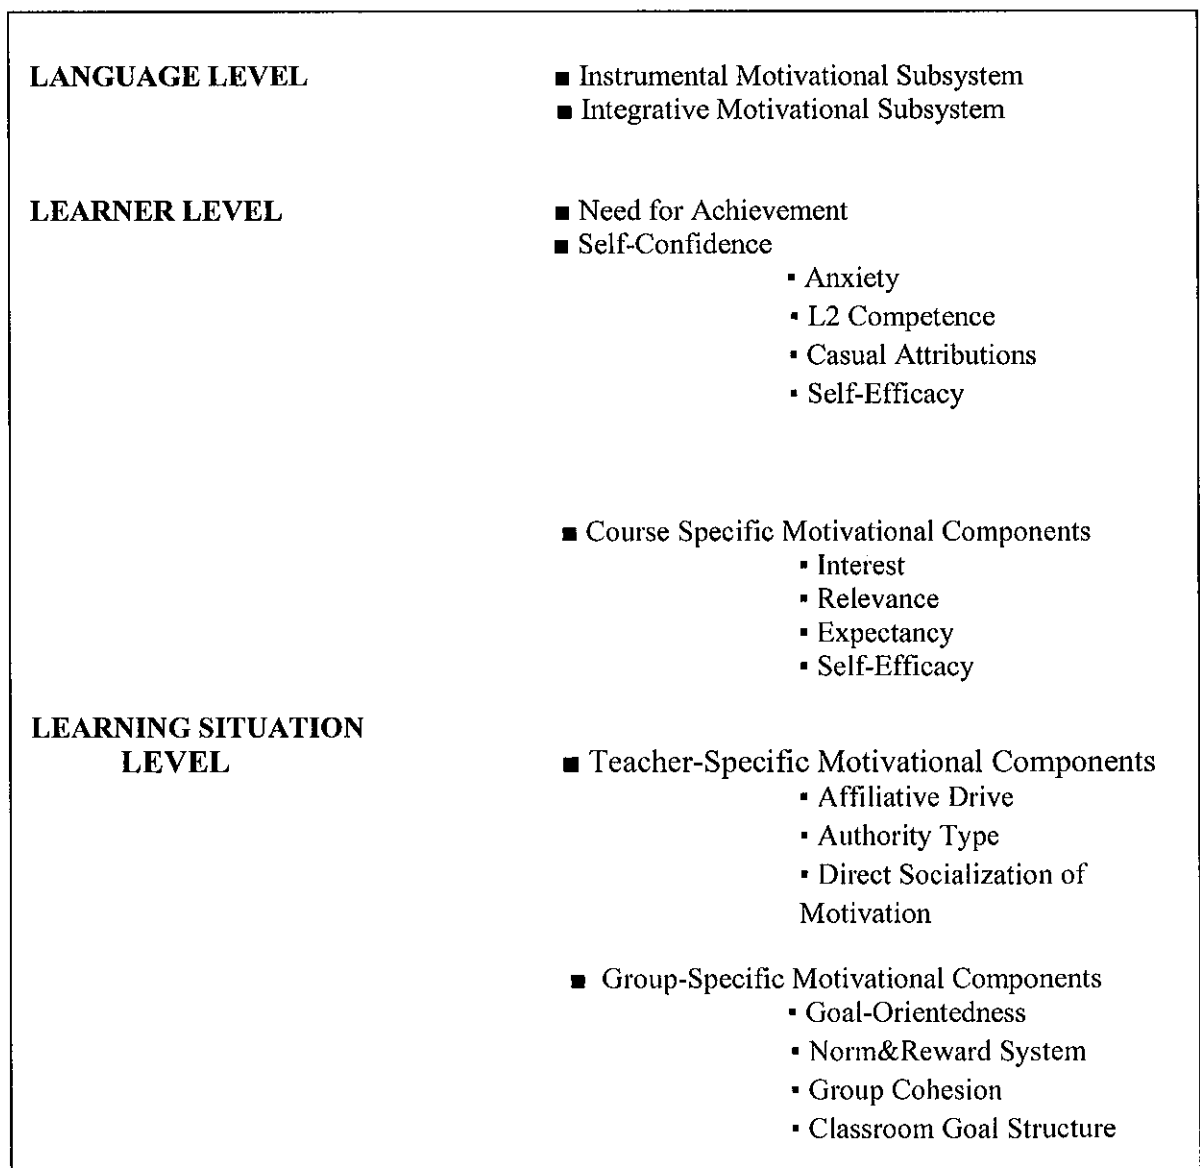 LANGUAGE LEVEL
■ Instrumental Motivational Subsystem
■ Integrative Motivational Subsystem
LEARNER LEVEL
■ Need for Achievement
■ Self-Confidence
▪ Anxiety
▪ L2 Competence
▪ Casual Attributions
▪ Self-Efficacy
■ Course Specific Motivational Components
▪ Interest
▪ Relevance
▪ Expectancy
▪ Self-Efficacy
LEARNING SITUATION
LEVEL
■ Teacher-Specific Motivational Components
▪ Affiliative Drive
▪ Authority Type
▪ Direct Socialization of
Motivation
■ Group-Specific Motivational Components
▪ Goal-Orientedness
▪ Norm&Reward System
▪ Group Cohesion
▪ Classroom Goal Structure